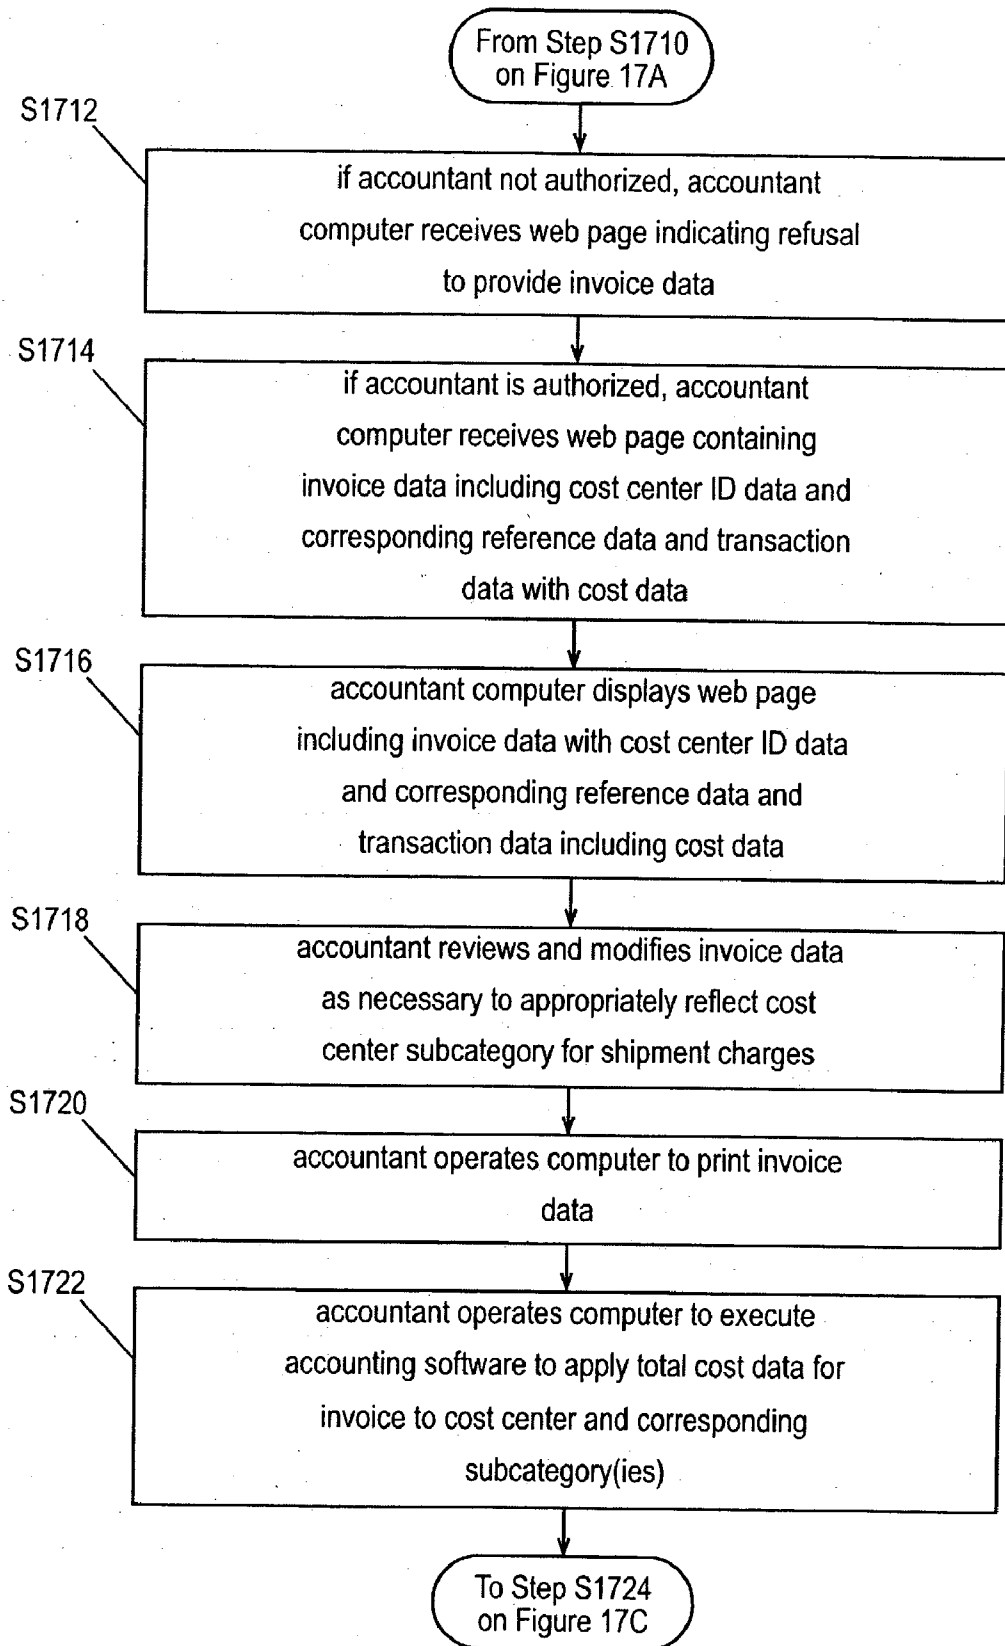 From Step S1710
on Figure 17A
S1712
if accountant not authorized, accountant
computer receives web page indicating refusal
to provide invoice data
S1714
if accountant is authorized, accountant
computer receives web page containing
invoice data including cost center ID data and
corresponding reference data and transaction
data with cost data
S1716
accountant computer displays web page
including invoice data with cost center ID data
and corresponding reference data and
transaction data including cost data
S1718
accountant reviews and modifies invoice data
as necessary to appropriately reflect cost
center subcategory for shipment charges
S1720
accountant operates computer to print invoice
data
S1722
accountant operates computer to execute
accounting software to apply total cost data for
invoice to cost center and corresponding
subcategory(ies)
To Step S1724
on Figure 17C